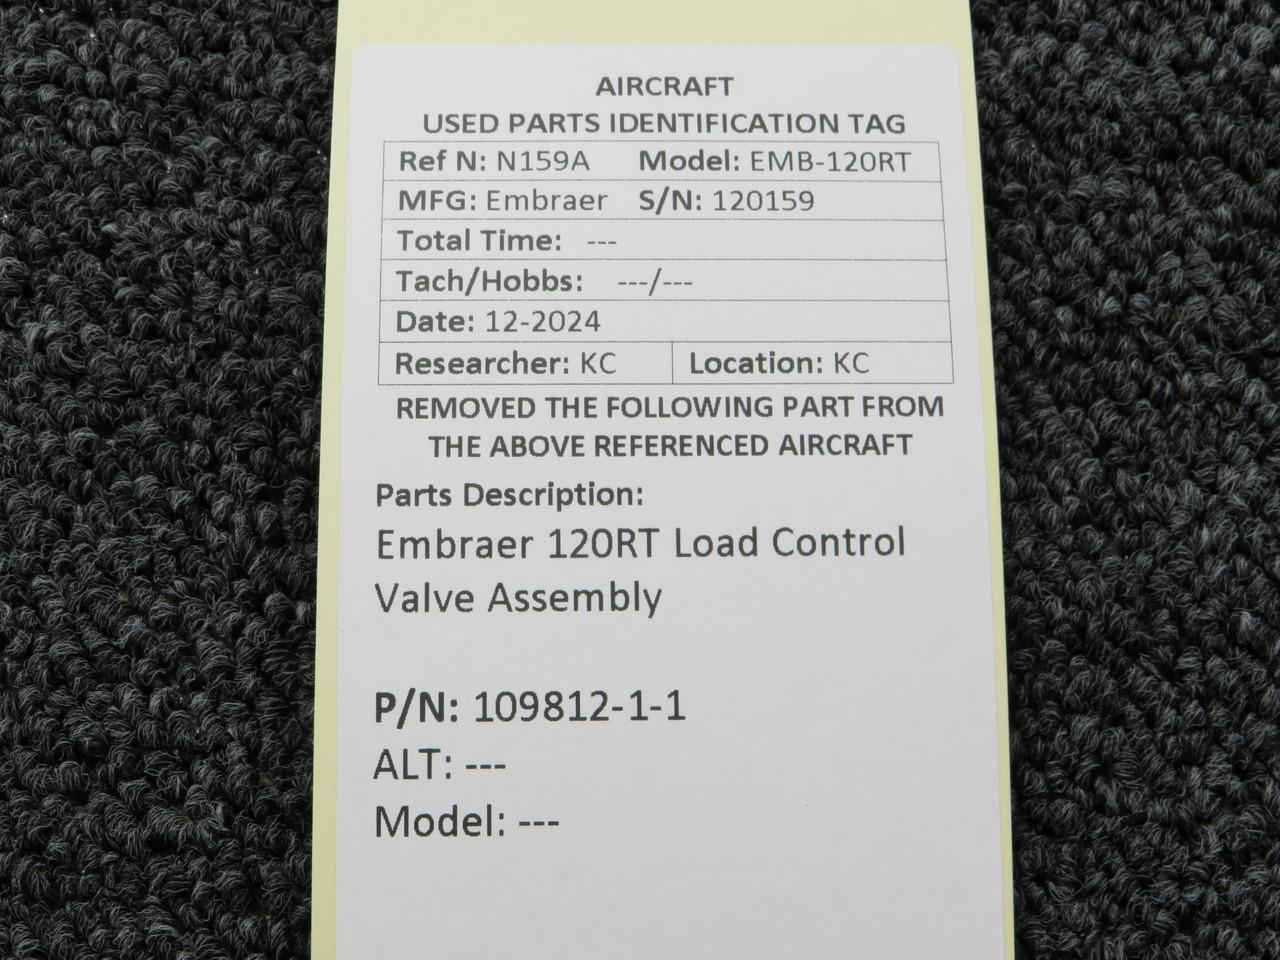 AIRCRAFT
USED PARTS IDENTIFICATION TAG
Ref N: N159A Model: EMB-120RT
MFG: Embraer S/N: 120159
Total Time: ---
Tach/Hobbs: ---/---
Date: 12-2024
Researcher: KC Location: KC
REMOVED THE FOLLOWING PART FROM
THE ABOVE REFERENCED AIRCRAFT
Parts Description:
Embraer 120RT Load Control
Valve Assembly
P/N: 109812-1-1
ALT: ---
Model: ---